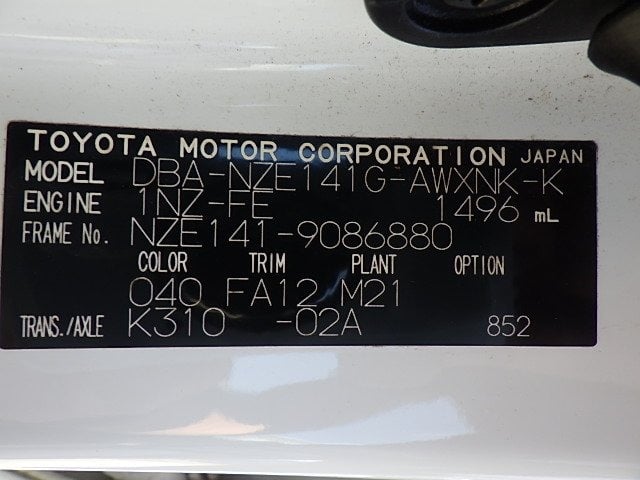 TOYOTA MOTOR CORPORATION JAPAN
MODEL DBA-NZE141G-AWXNK-K
ENGINE 1NZ-FE 1496 mL
FRAME No. NZE141-9086880
COLOR TRIM PLANT OPTION
040 FA12 M21
TRANS./AXLE K310 -02A 852